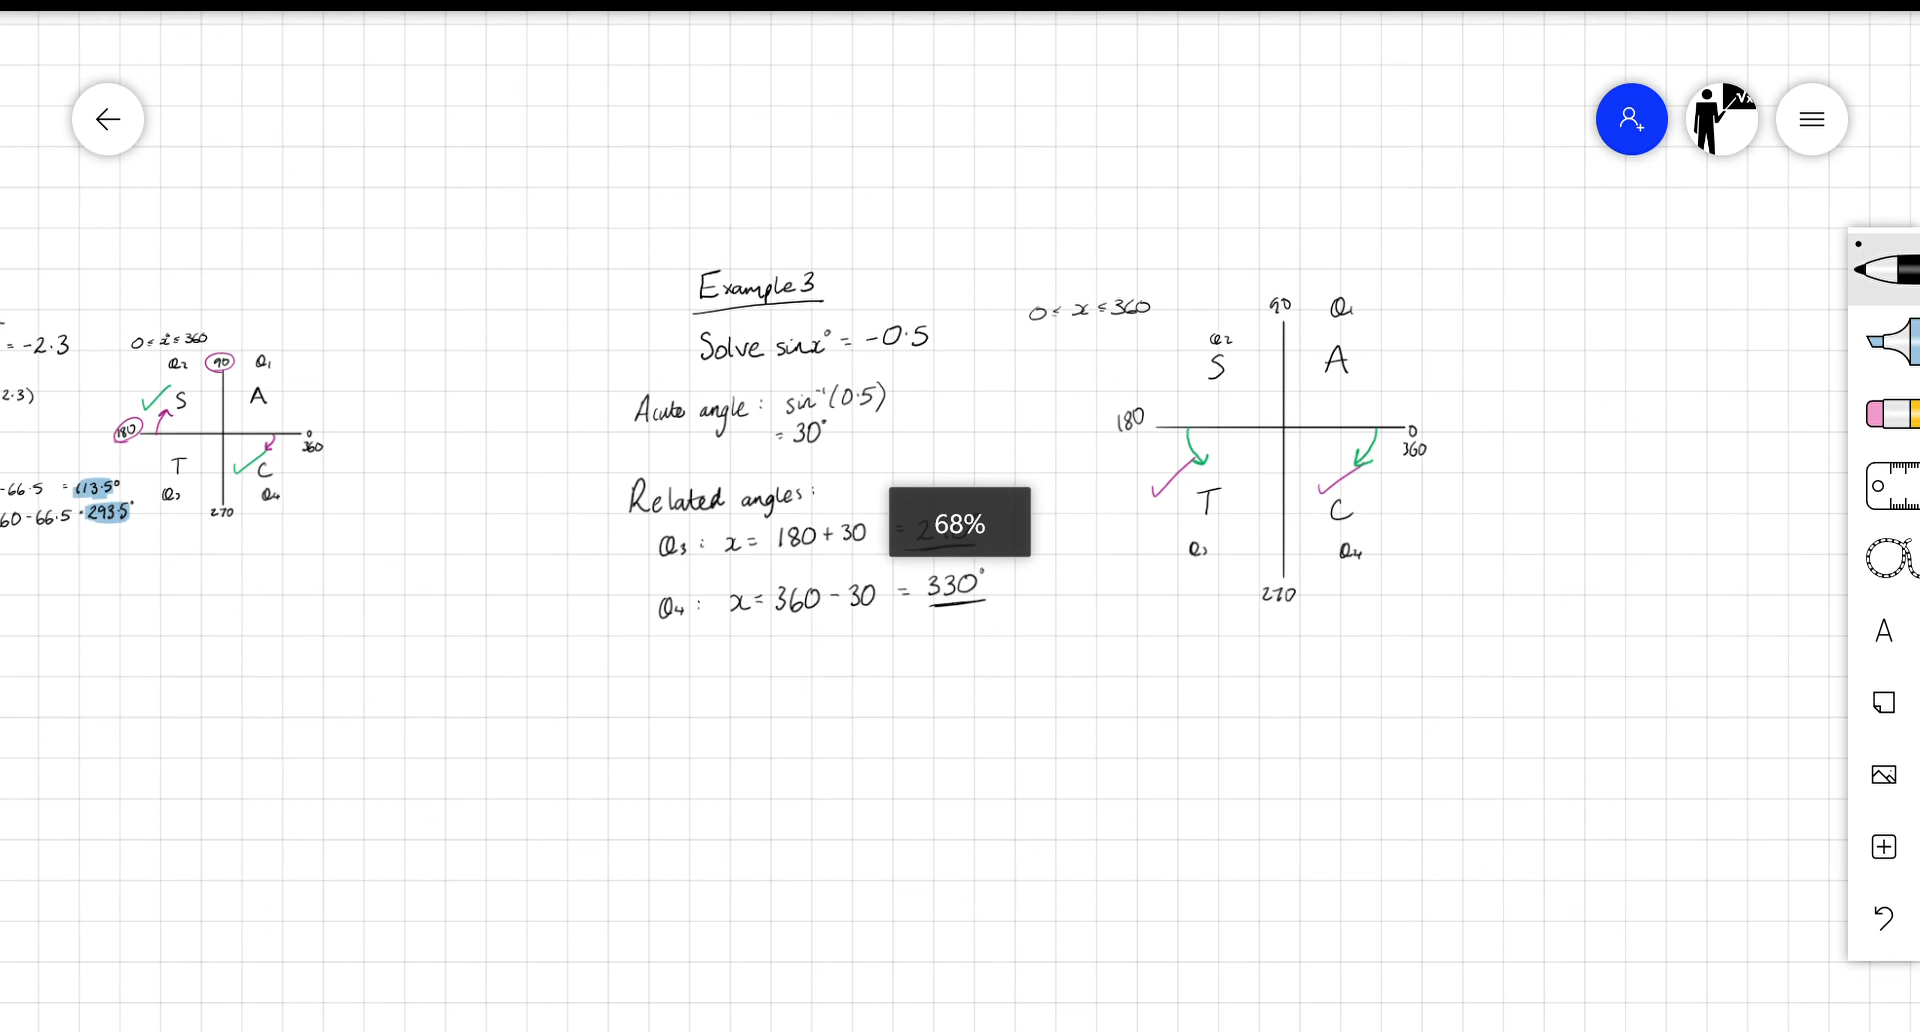 = -2.3
0 ≤ x° ≤ 360
Q2 90 Q1
2.3)
S A
180 0
360
T C
-66.5 = 113.5°
Q3 Q4
60 - 66.5 = 293.5°
270
Example 3
Solve sin x° = -0.5
Acute angle: sin⁻¹(0.5)
= 30°
Related angles:
Q3: x = 180 + 30 =
Q4: x = 360 - 30 = 330°
68%
0 ≤ x ≤ 360
90 Q1
Q2
S A
180 0
360
T C
Q3 Q4
270
√x
A